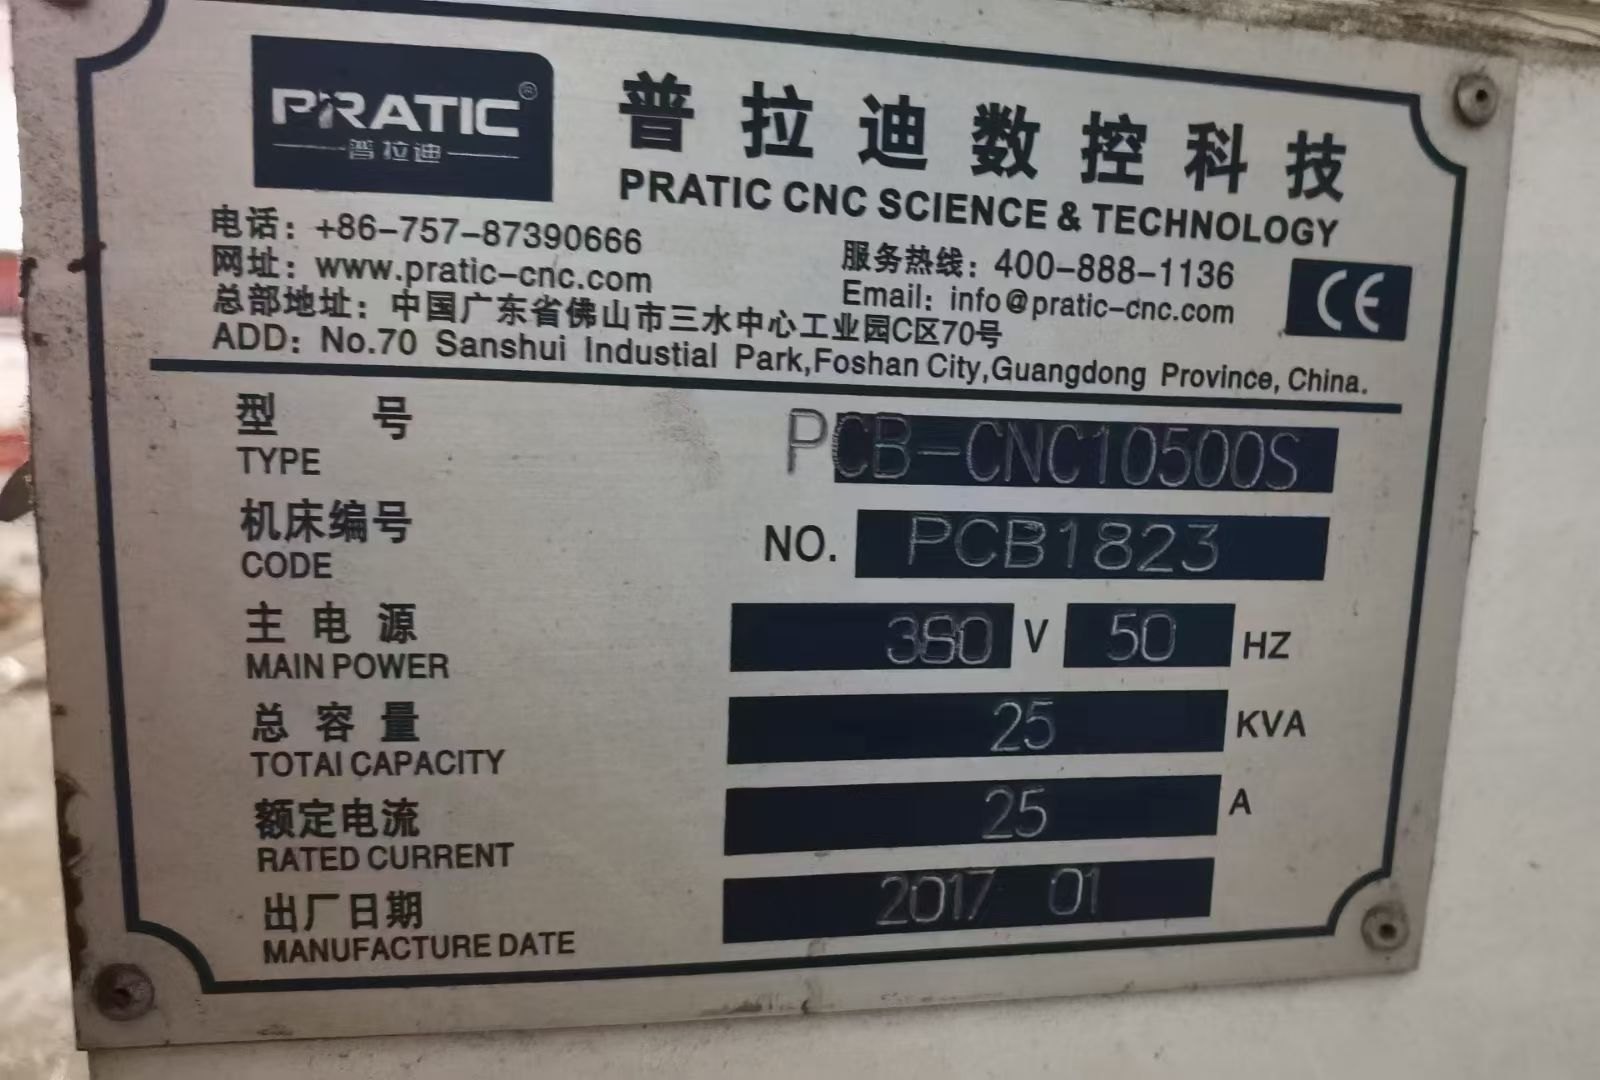 PRATIC®
普拉迪
普拉迪数控科技
PRATIC CNC SCIENCE & TECHNOLOGY
电话：+86-757-87390666
服务热线：400-888-1136
网址：www.pratic-cnc.com
Email：info@pratic-cnc.com
CE
总部地址：中国广东省佛山市三水中心工业园C区70号
ADD：No.70 Sanshui Industial Park,Foshan City,Guangdong Province, China.
型号 PCB-CNC10500S
TYPE
机床编号 NO. PCB1823
CODE
主电源 380 V 50 HZ
MAIN POWER
总容量 25 KVA
TOTAI CAPACITY
额定电流 25 A
RATED CURRENT
出厂日期 2017 01
MANUFACTURE DATE